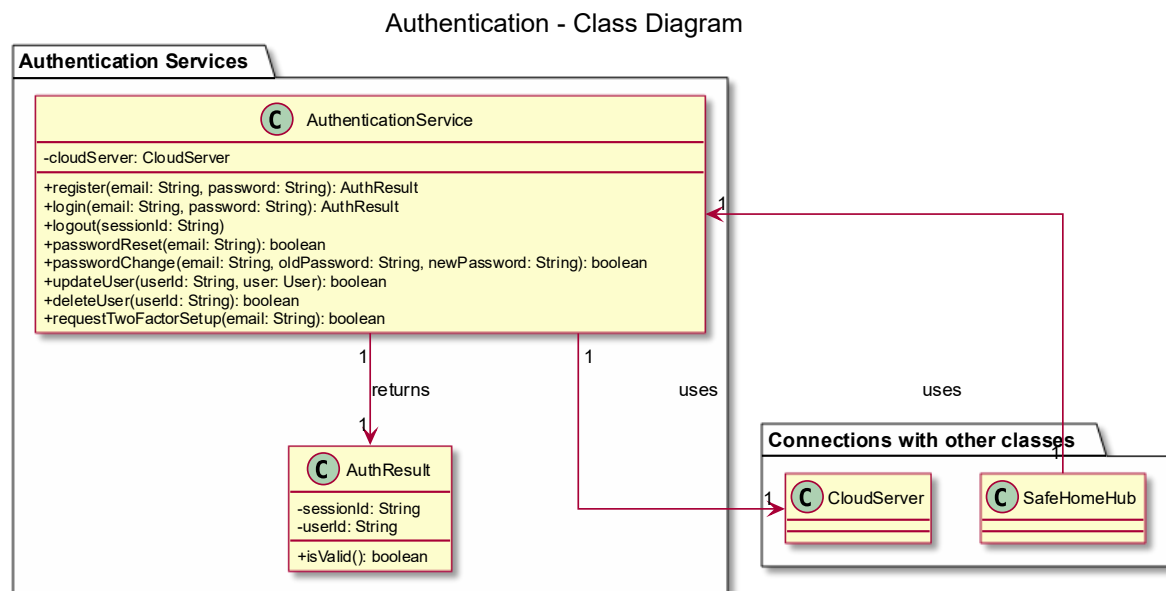 Authentication - Class Diagram
Authentication Services
C AuthenticationService
-cloudServer: CloudServer
+register(email: String, password: String): AuthResult
+login(email: String, password: String): AuthResult
+logout(sessionId: String)
+passwordReset(email: String): boolean
+passwordChange(email: String, oldPassword: String, newPassword: String): boolean
+updateUser(userId: String, user: User): boolean
+deleteUser(userId: String): boolean
+requestTwoFactorSetup(email: String): boolean
1
1
1
returns
uses
uses
1
Connections with other classes
1
C AuthResult
-sessionId: String
-userId: String
+isValid(): boolean
1
C CloudServer
C SafeHomeHub